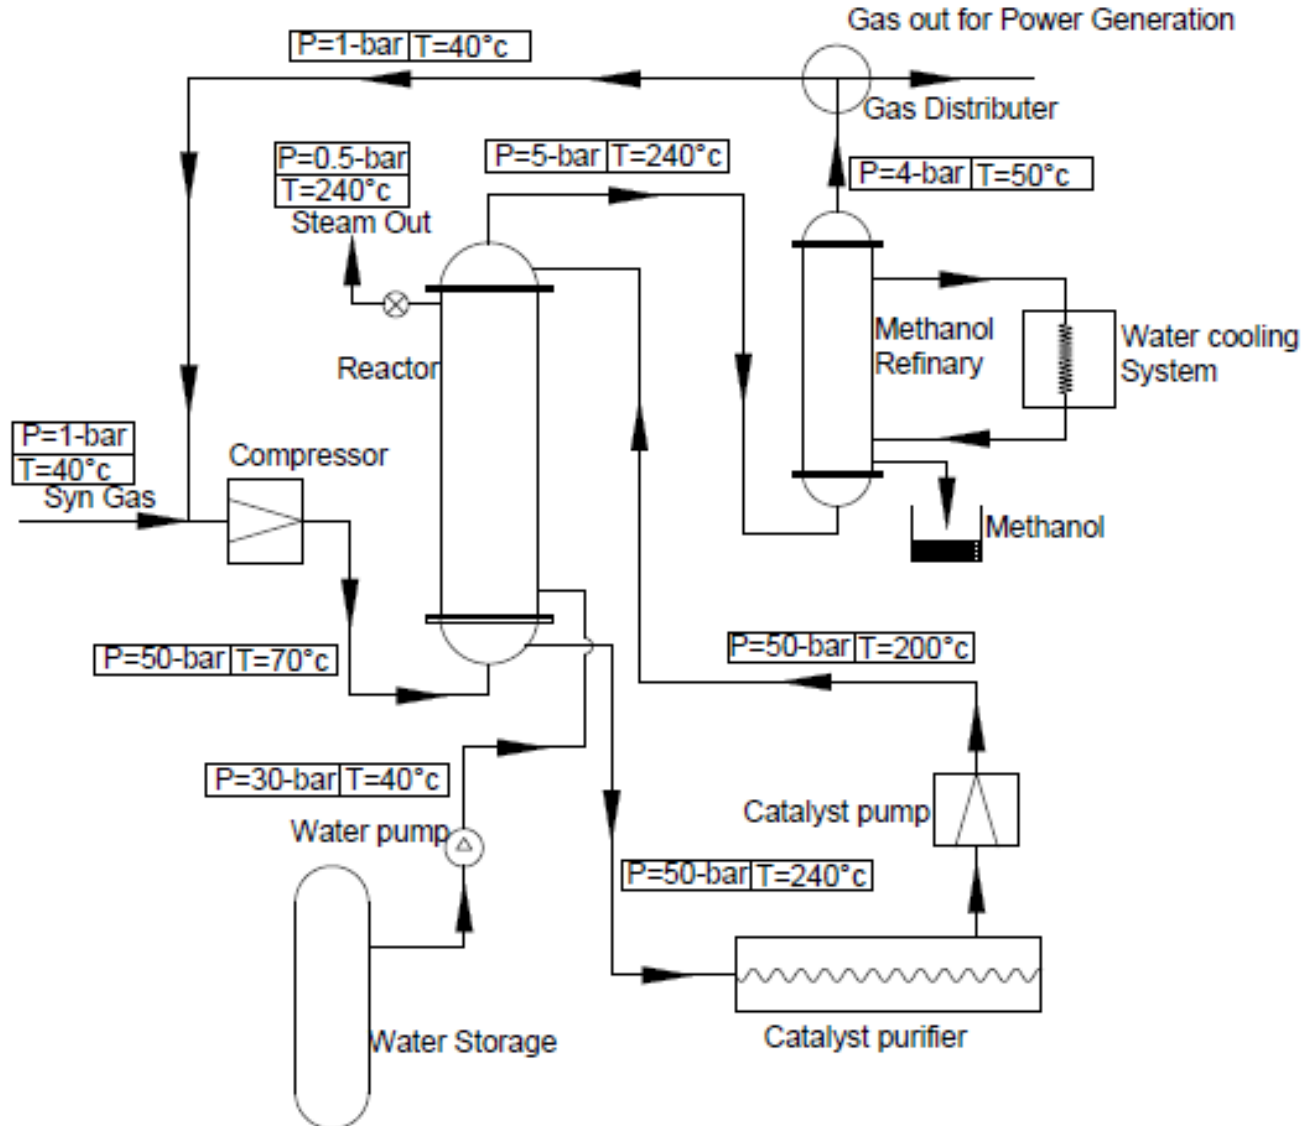 Gas out for Power Generation
P=1-bar T=40°c
Gas Distributer
P=0.5-bar
T=240°c
Steam Out
P=5-bar T=240°c
P=4-bar T=50°c
Reactor
Methanol
Refinary
Water cooling
System
P=1-bar
T=40°c
Syn Gas
Compressor
Methanol
P=50-bar T=70°c
P=50-bar T=200°c
P=30-bar T=40°c
Water pump
Catalyst pump
P=50-bar T=240°c
Water Storage
Catalyst purifier